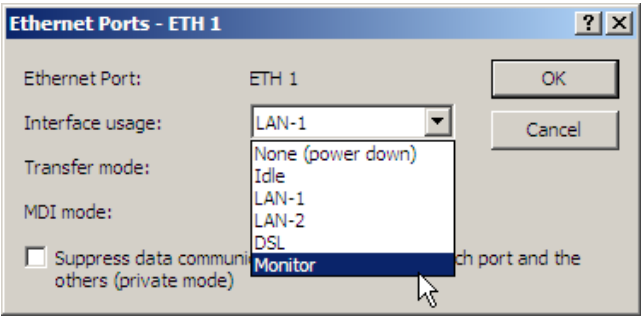 Ethernet Ports - ETH 1
Ethernet Port: ETH 1 OK
Interface usage: LAN-1 Cancel
None (power down)
Transfer mode:
Idle
LAN-1
MDI mode:
LAN-2
DSL
Suppress data ch port and the
Monitor
others (private mode)